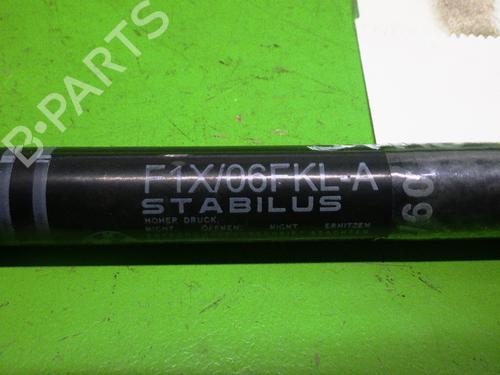 B-PARTS
F1X/06FKL-A
STABILUS
HOHER DRUCK.
NICHT ÖFFNEN. NICHT ERHITZEN
60